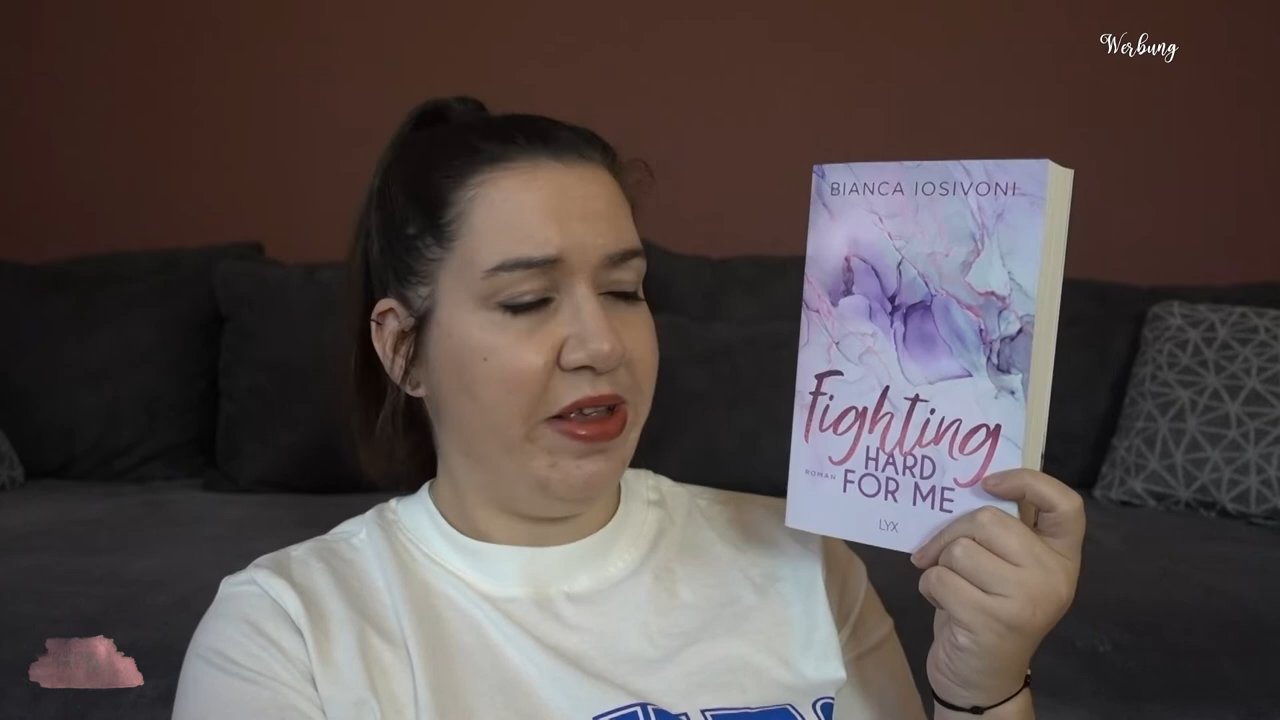 Werbung
BIANCA IOSIVONI
Fighting
HARD
FOR ME
ROMAN
LYX